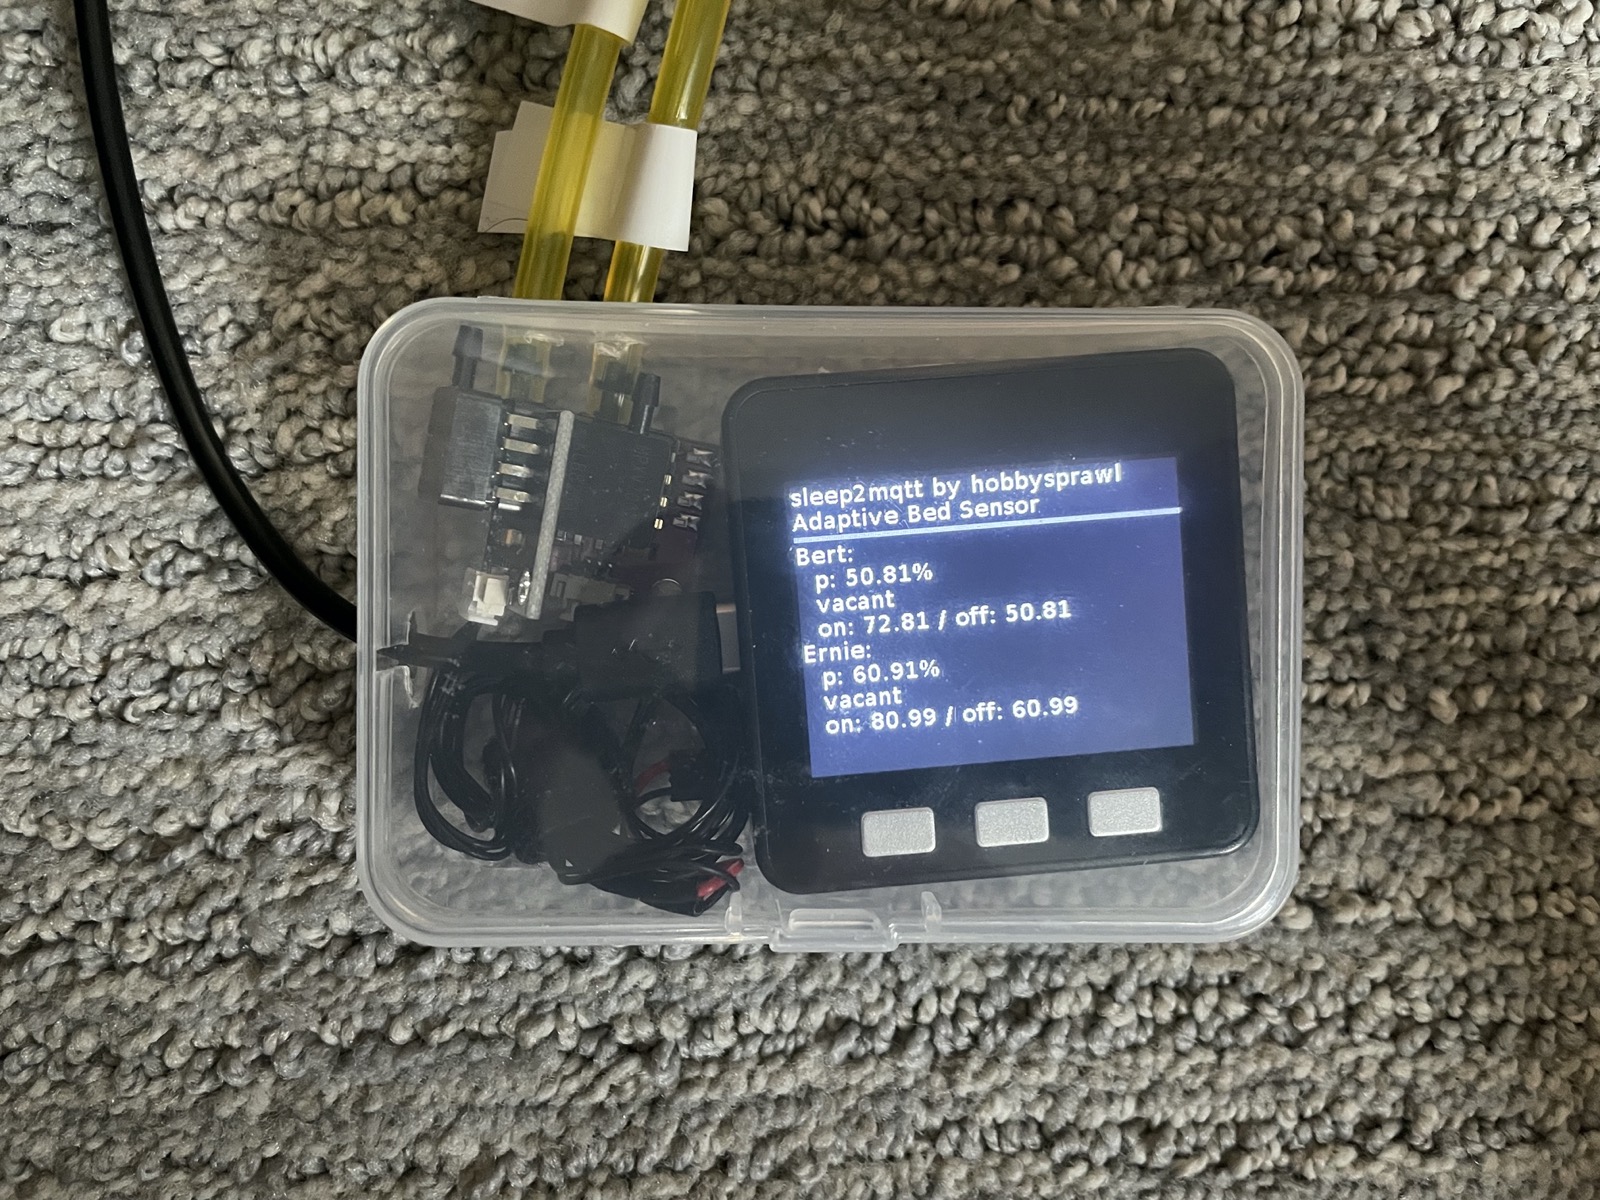 sleep2mqtt by hobbysprawl
Adaptive Bed Sensor
Bert:
p: 50.81%
vacant
on: 72.81 / off: 50.81
Ernie:
p: 60.91%
vacant
on: 80.99 / off: 60.99